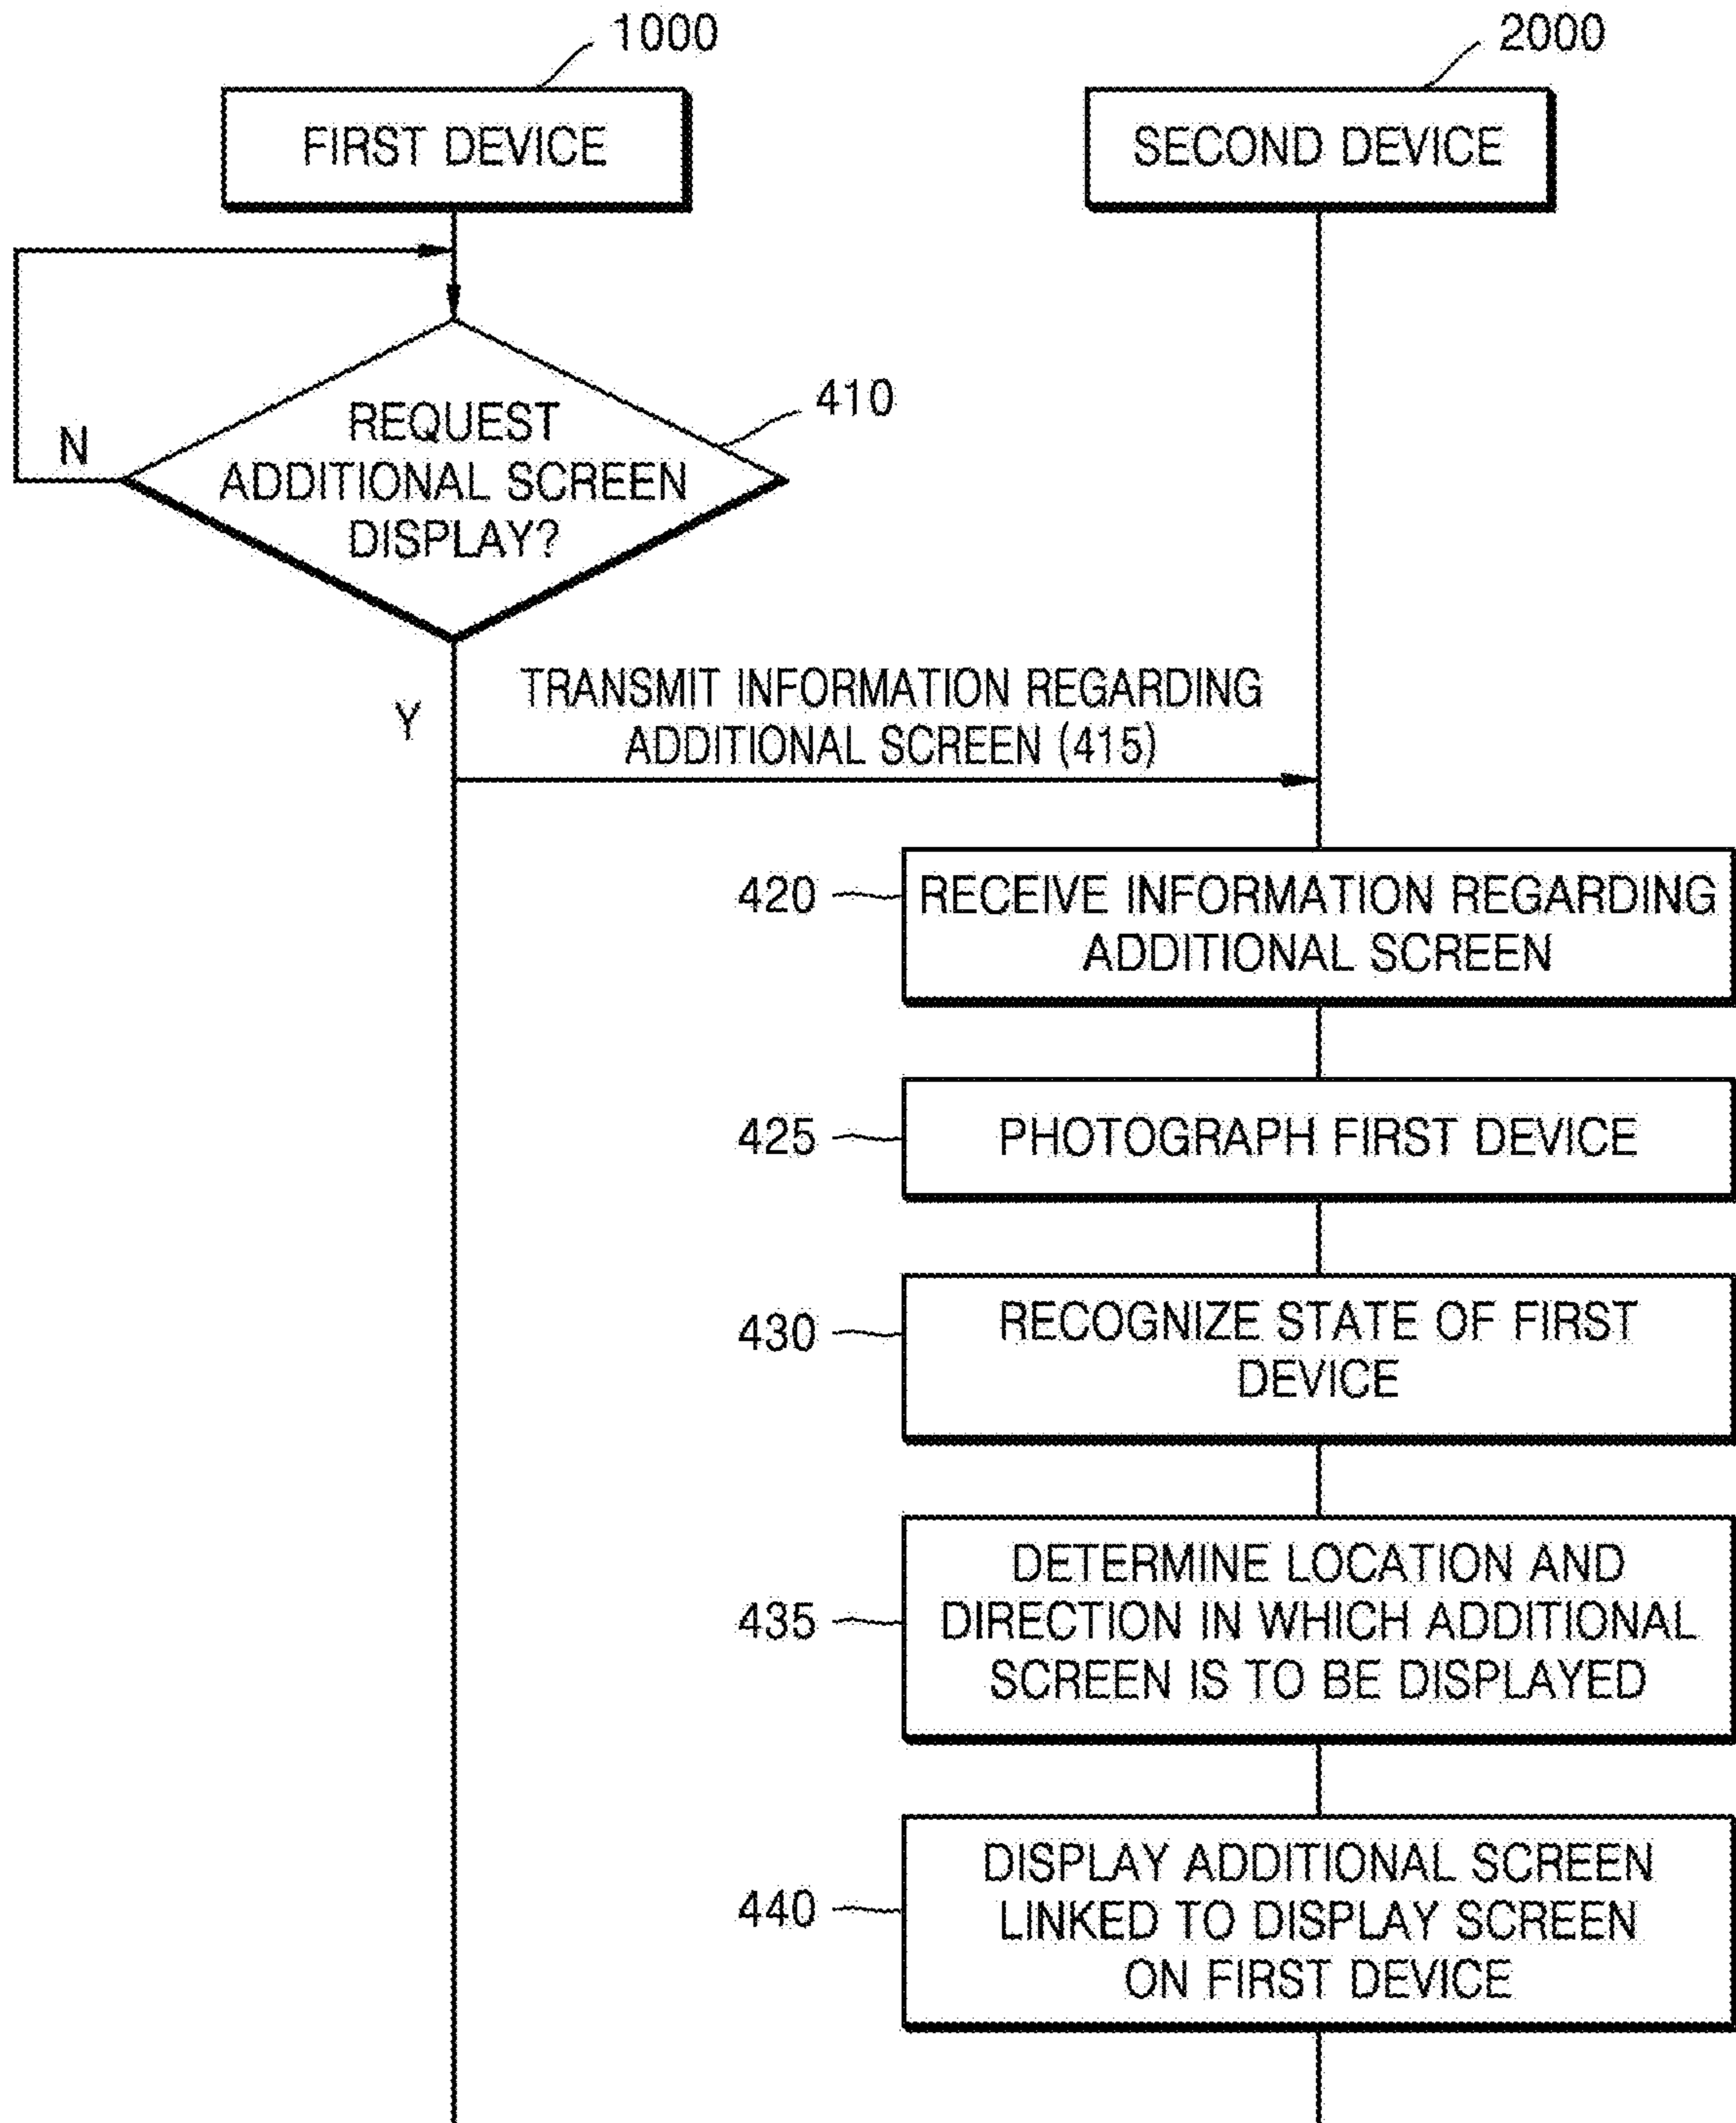 1000
2000
FIRST DEVICE
SECOND DEVICE
410
N
REQUEST
ADDITIONAL SCREEN
DISPLAY?
Y
TRANSMIT INFORMATION REGARDING
ADDITIONAL SCREEN (415)
420
RECEIVE INFORMATION REGARDING
ADDITIONAL SCREEN
425
PHOTOGRAPH FIRST DEVICE
430
RECOGNIZE STATE OF FIRST
DEVICE
435
DETERMINE LOCATION AND
DIRECTION IN WHICH ADDITIONAL
SCREEN IS TO BE DISPLAYED
440
DISPLAY ADDITIONAL SCREEN
LINKED TO DISPLAY SCREEN
ON FIRST DEVICE